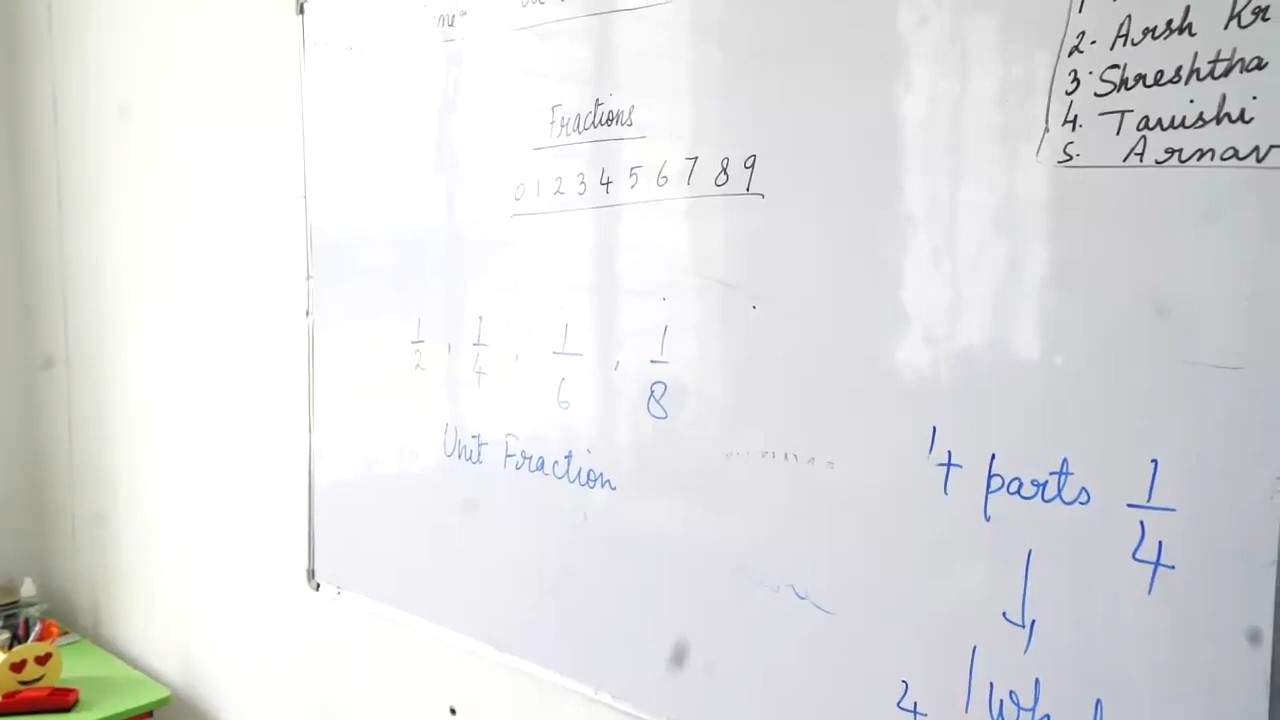 Fractions
0 1 2 3 4 5 6 7 8 9
1/2 , 1/4 , 1/6 , 1/8
Unit Fraction
2. Arsh Kr
3. Shreshtha
4. Tanishi
5. Arnav
4 parts 1/4